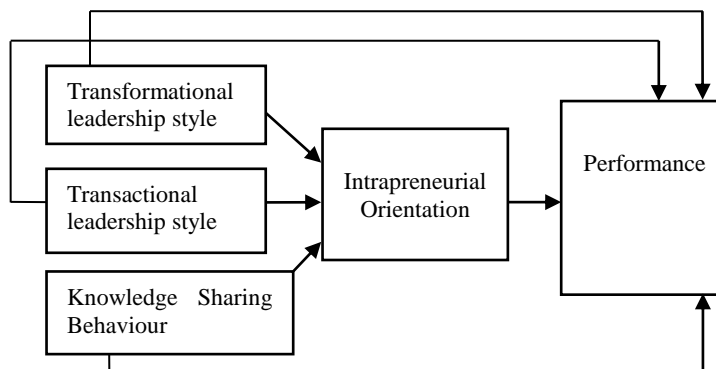 Transformational
leadership style
Transactional
leadership style
Knowledge Sharing
Behaviour
Intrapreneurial
Orientation
Performance